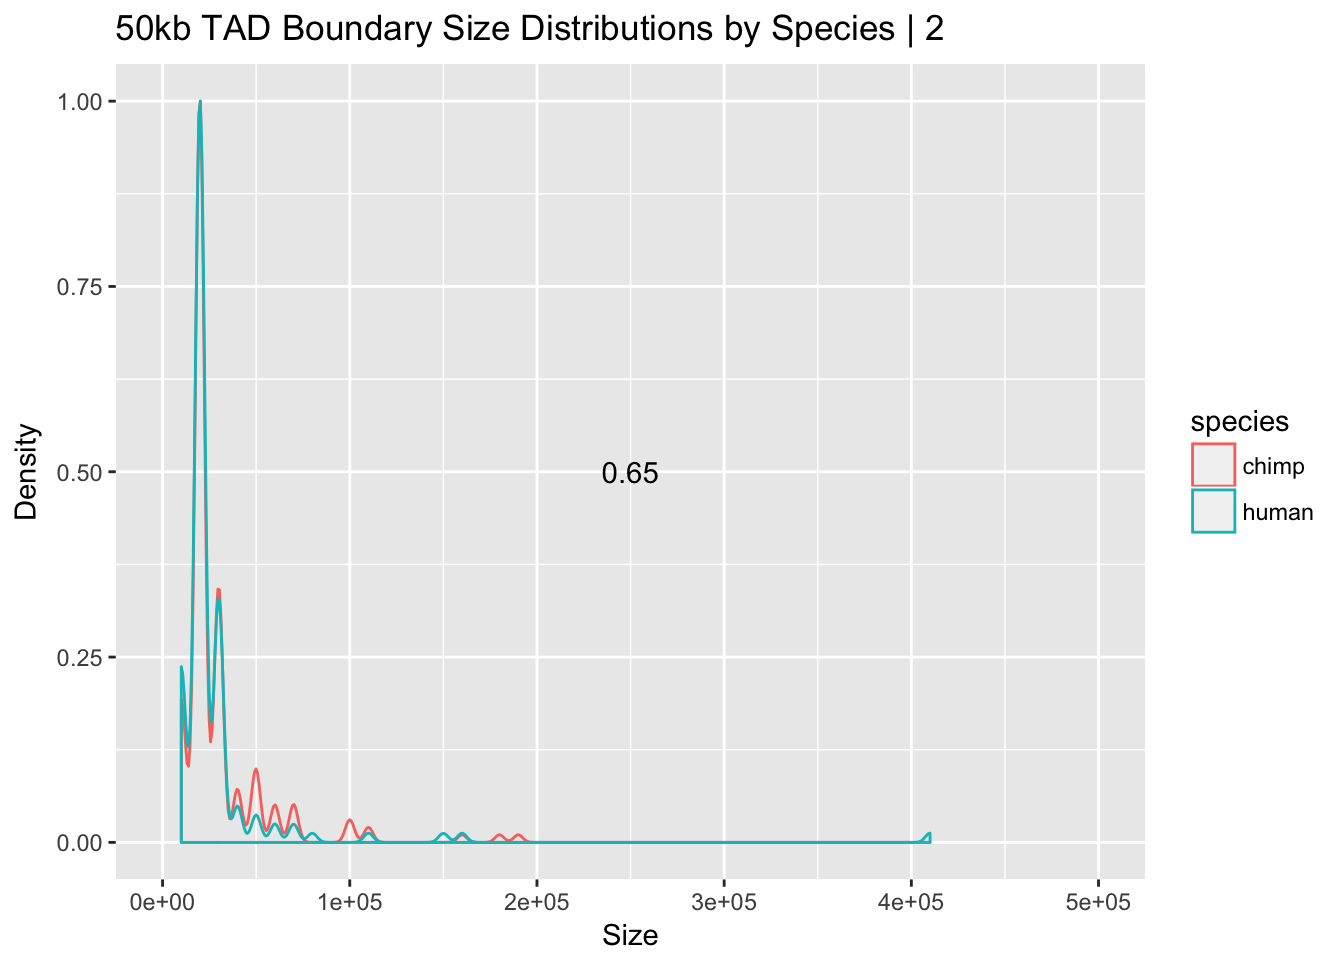 50kb TAD Boundary Size Distributions by Species | 2
1.00
0.75
0.50
0.25
0.00
Density
0.65
0e+00
1e+05
2e+05
3e+05
4e+05
5e+05
Size
species
chimp
human